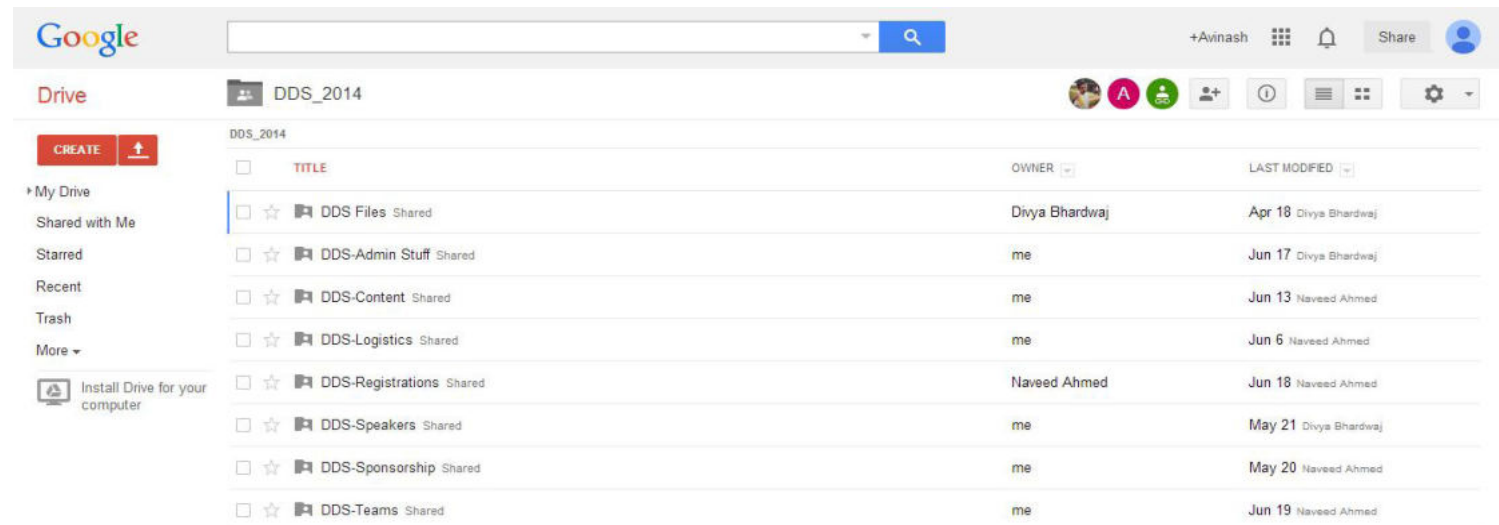 Google
+Avinash Share
Drive DDS_2014 A
DDS_2014
CREATE
TITLE OWNER LAST MODIFIED
My Drive
Shared with Me
Starred
Recent
Trash
More
Install Drive for your
computer
DDS Files Shared Divya Bhardwaj Apr 18 Divya Bhardwaj
DDS-Admin Stuff Shared me Jun 17 Divya Bhardwaj
DDS-Content Shared me Jun 13 Naveed Ahmed
DDS-Logistics Shared me Jun 6 Naveed Ahmed
DDS-Registrations Shared Naveed Ahmed Jun 18 Naveed Ahmed
DDS-Speakers Shared me May 21 Divya Bhardwaj
DDS-Sponsorship Shared me May 20 Naveed Ahmed
DDS-Teams Shared me Jun 19 Naveed Ahmed